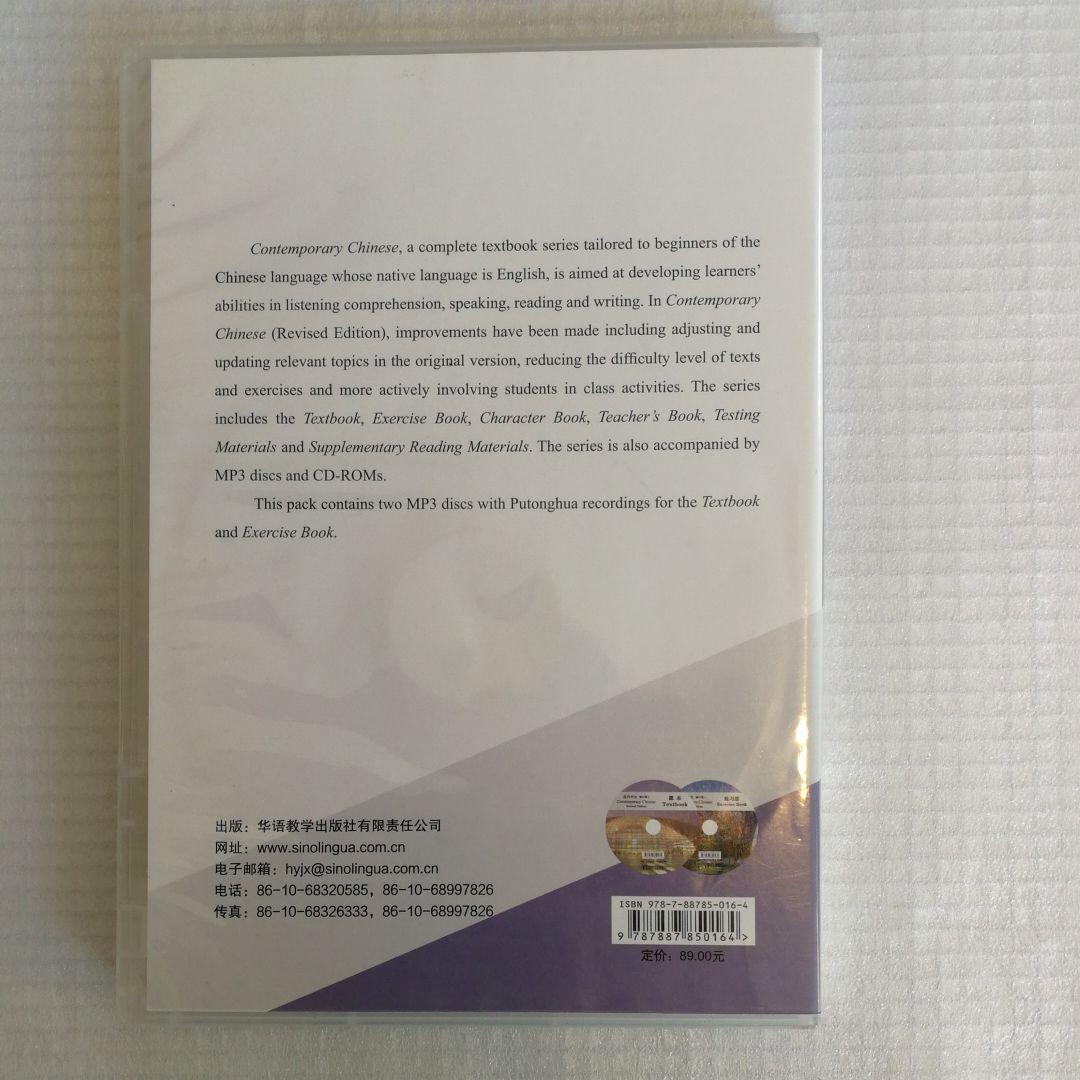 Contemporary Chinese, a complete textbook series tailored to beginners of the
Chinese language whose native language is English, is aimed at developing learners’
abilities in listening comprehension, speaking, reading and writing. In Contemporary
Chinese (Revised Edition), improvements have been made including adjusting and
updating relevant topics in the original version, reducing the difficulty level of texts
and exercises and more actively involving students in class activities. The series
includes the Textbook, Exercise Book, Character Book, Teacher’s Book, Testing
Materials and Supplementary Reading Materials. The series is also accompanied by
MP3 discs and CD-ROMs.
This pack contains two MP3 discs with Putonghua recordings for the Textbook
and Exercise Book.
出版：华语教学出版社有限责任公司
网址：www.sinolingua.com.cn
电子邮箱：hyjx@sinolingua.com.cn
电话：86-10-68320585，86-10-68997826
传真：86-10-68326333，86-10-68997826
Contemporary Chinese
课本
Textbook
练习册
Exercise Book
ISBN 978-7-88785-016-4
9 787887 850164 >
定价：89.00元